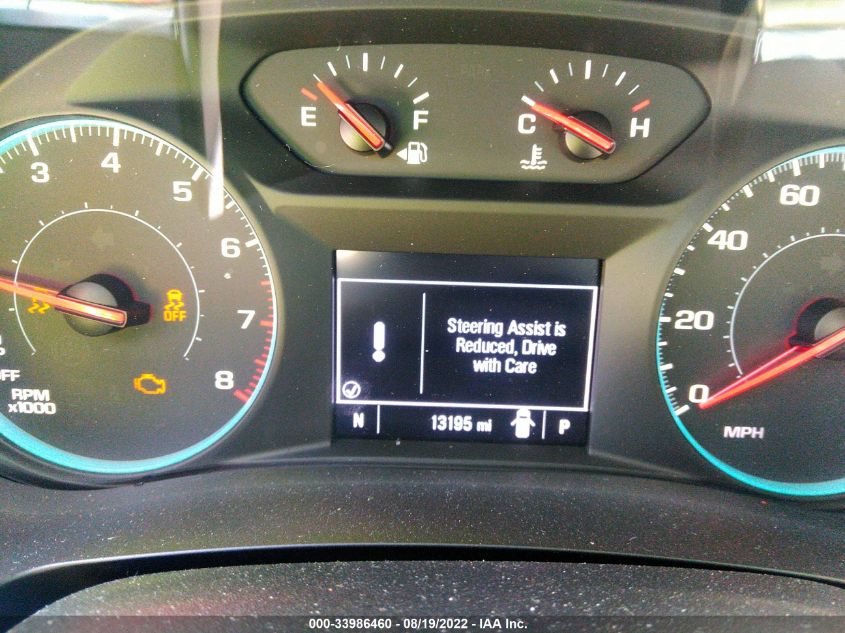 E F
C H
3 4 5 6 7 8
RPM
x1000
OFF
OFF
Steering Assist is
Reduced, Drive
with Care
N 13195 mi P
0 20 40 60
MPH
000-33986460 - 08/19/2022 - IAA Inc.